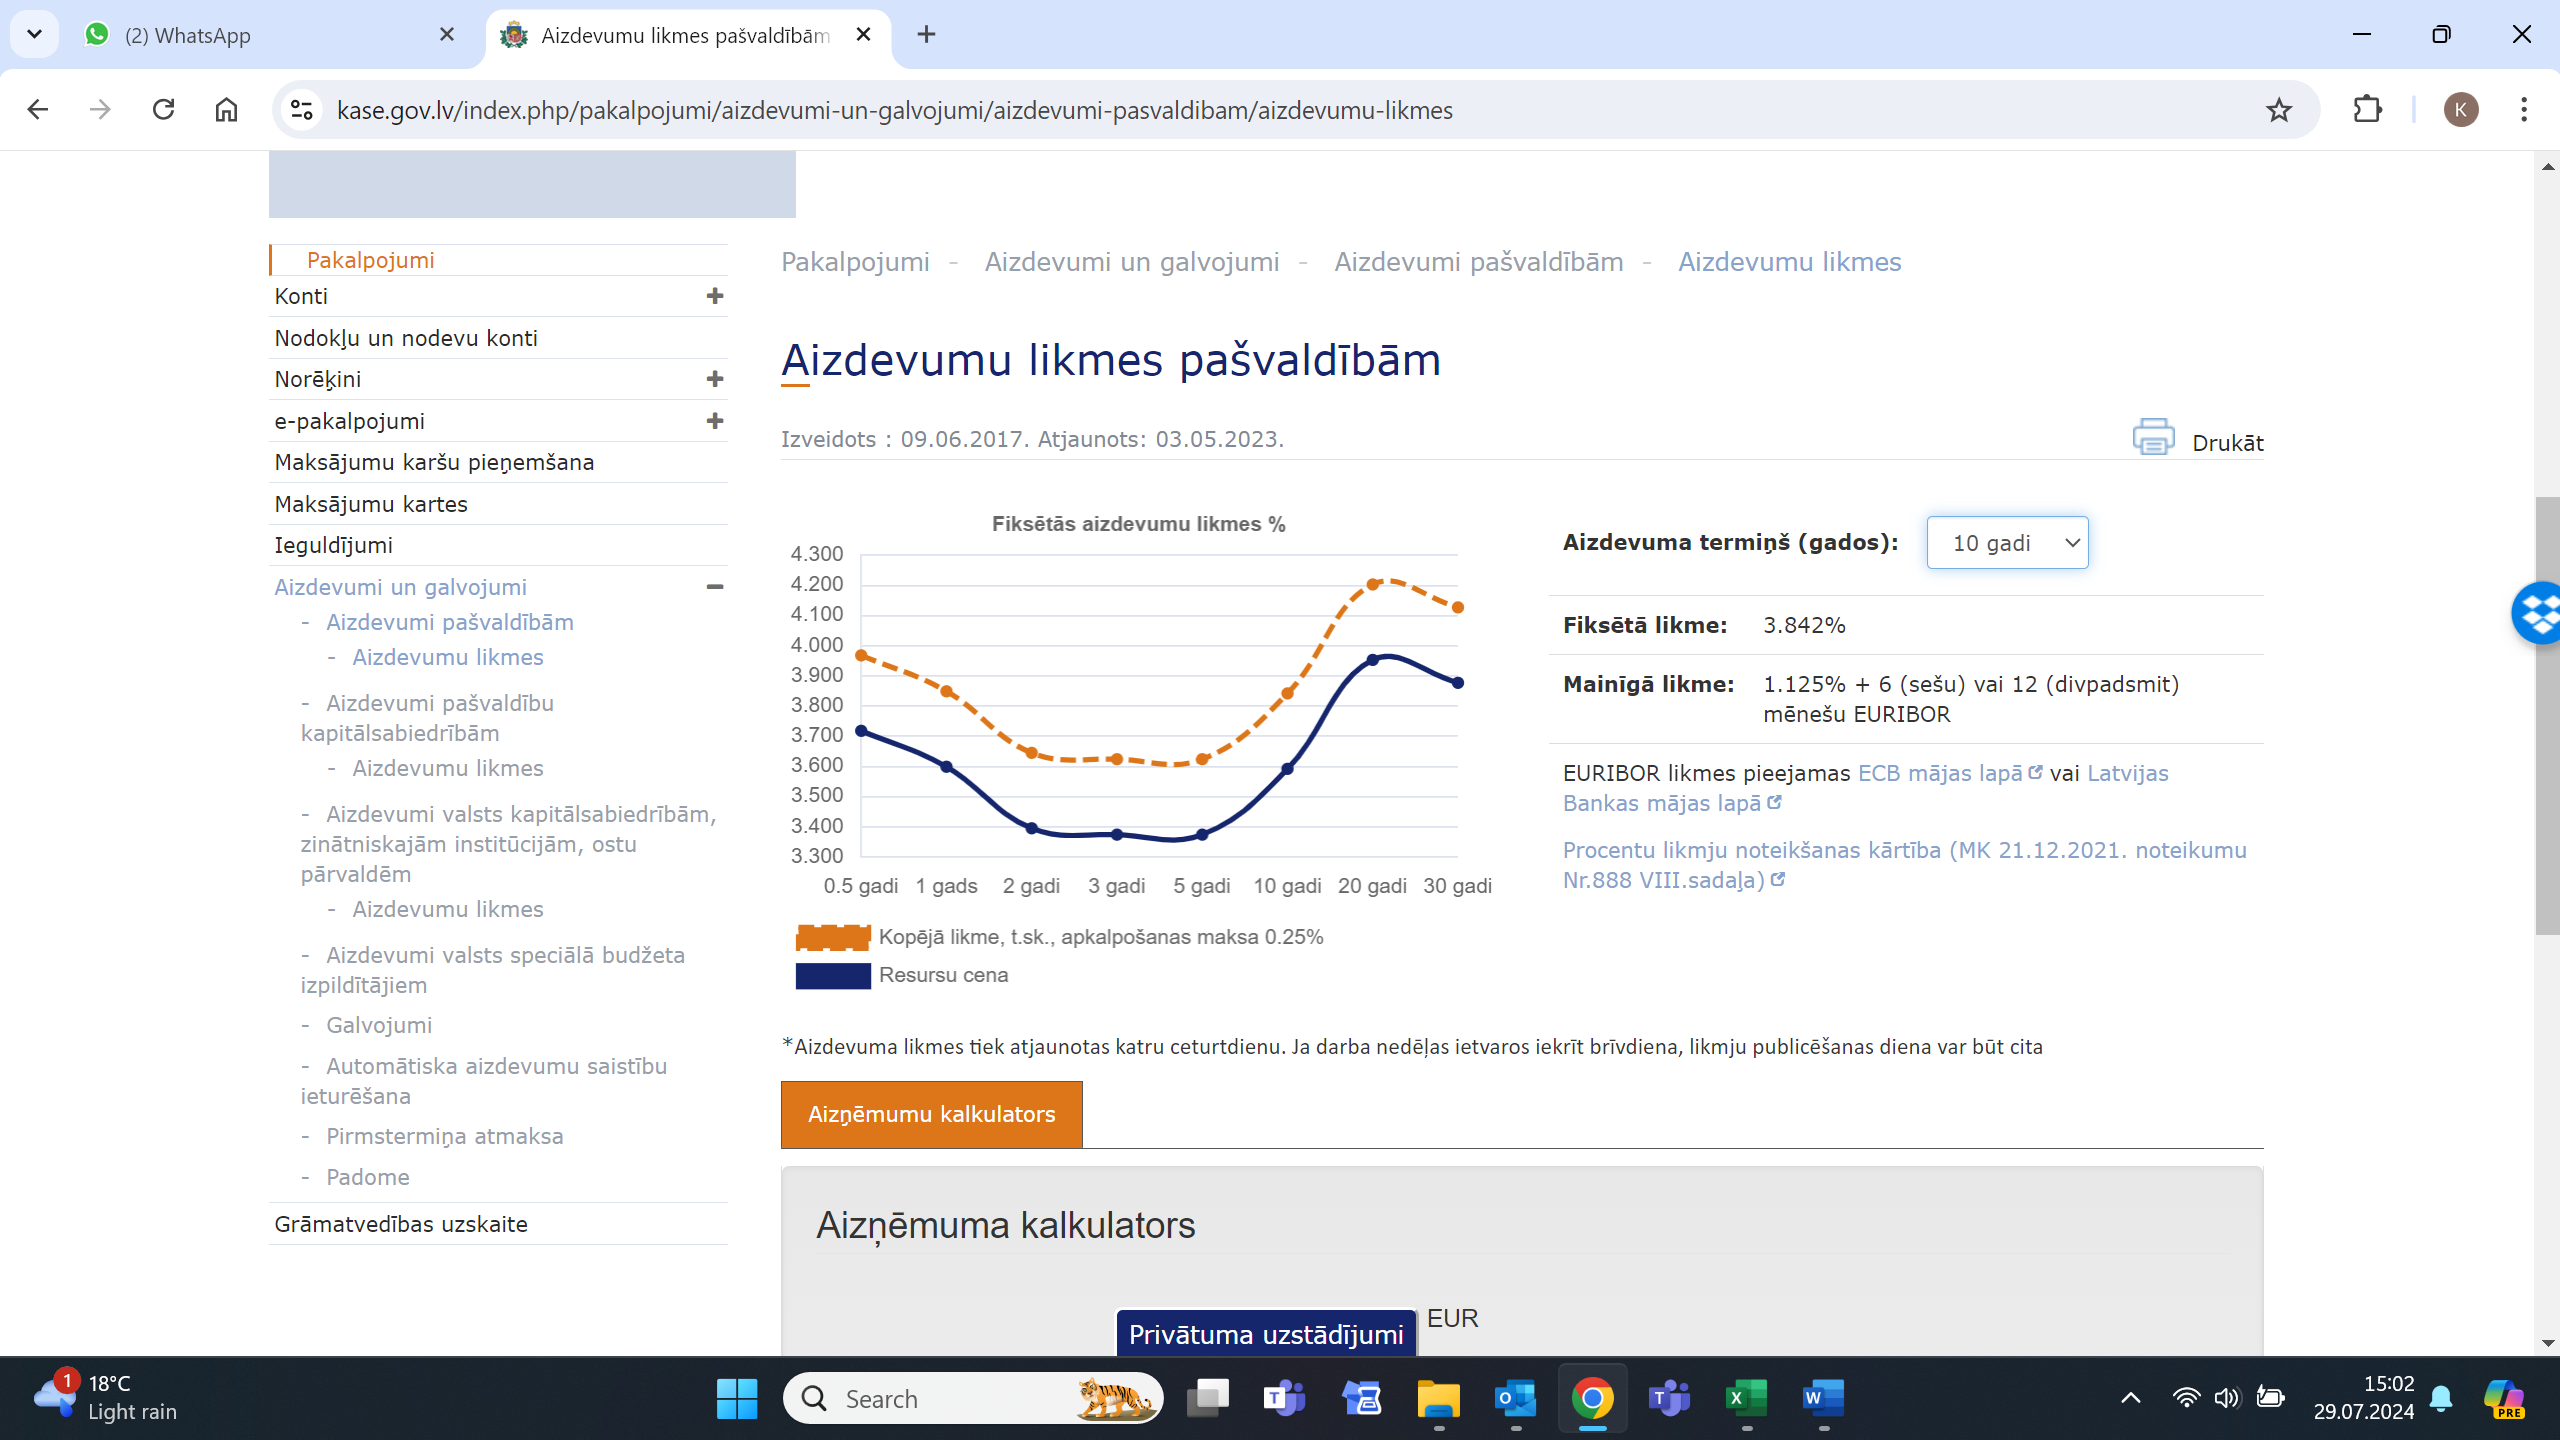 (2) WhatsApp
Aizdevumu likmes pašvaldībām
kase.gov.lv/index.php/pakalpojumi/aizdevumi-un-galvojumi/aizdevumi-pasvaldibam/aizdevumu-likmes
K
Pakalpojumi
Konti
Nodokļu un nodevu konti
Norēķini
e-pakalpojumi
Maksājumu karšu pieņemšana
Maksājumu kartes
Ieguldījumi
Aizdevumi un galvojumi
- Aizdevumi pašvaldībām
- Aizdevumu likmes
- Aizdevumi pašvaldību
kapitālsabiedrībām
- Aizdevumu likmes
- Aizdevumi valsts kapitālsabiedrībām,
zinātniskajām institūcijām, ostu
pārvaldēm
- Aizdevumu likmes
- Aizdevumi valsts speciālā budžeta
izpildītājiem
- Galvojumi
- Automātiska aizdevumu saistību
ieturēšana
- Pirmstermiņa atmaksa
- Padome
Grāmatvedības uzskaite
Pakalpojumi - Aizdevumi un galvojumi - Aizdevumi pašvaldībām - Aizdevumu likmes
Aizdevumu likmes pašvaldībām
Izveidots : 09.06.2017. Atjaunots: 03.05.2023.
Drukāt
Fiksētās aizdevumu likmes %
4.300
4.200
4.100
4.000
3.900
3.800
3.700
3.600
3.500
3.400
3.300
0.5 gadi 1 gads 2 gadi 3 gadi 5 gadi 10 gadi 20 gadi 30 gadi
Kopējā likme, t.sk., apkalpošanas maksa 0.25%
Resursu cena
Aizdevuma termiņš (gados): 10 gadi
Fiksētā likme: 3.842%
Mainīgā likme: 1.125% + 6 (sešu) vai 12 (divpadsmit)
mēnešu EURIBOR
EURIBOR likmes pieejamas ECB mājas lapā vai Latvijas
Bankas mājas lapā
Procentu likmju noteikšanas kārtība (MK 21.12.2021. noteikumu
Nr.888 VIII.sadaļa)
*Aizdevuma likmes tiek atjaunotas katru ceturtdienu. Ja darba nedēļas ietvaros iekrīt brīvdiena, likmju publicēšanas diena var būt cita
Aizņēmumu kalkulators
Aizņēmuma kalkulators
EUR
Privātuma uzstādījumi
1
18°C
Light rain
Search
15:02
29.07.2024
PRE